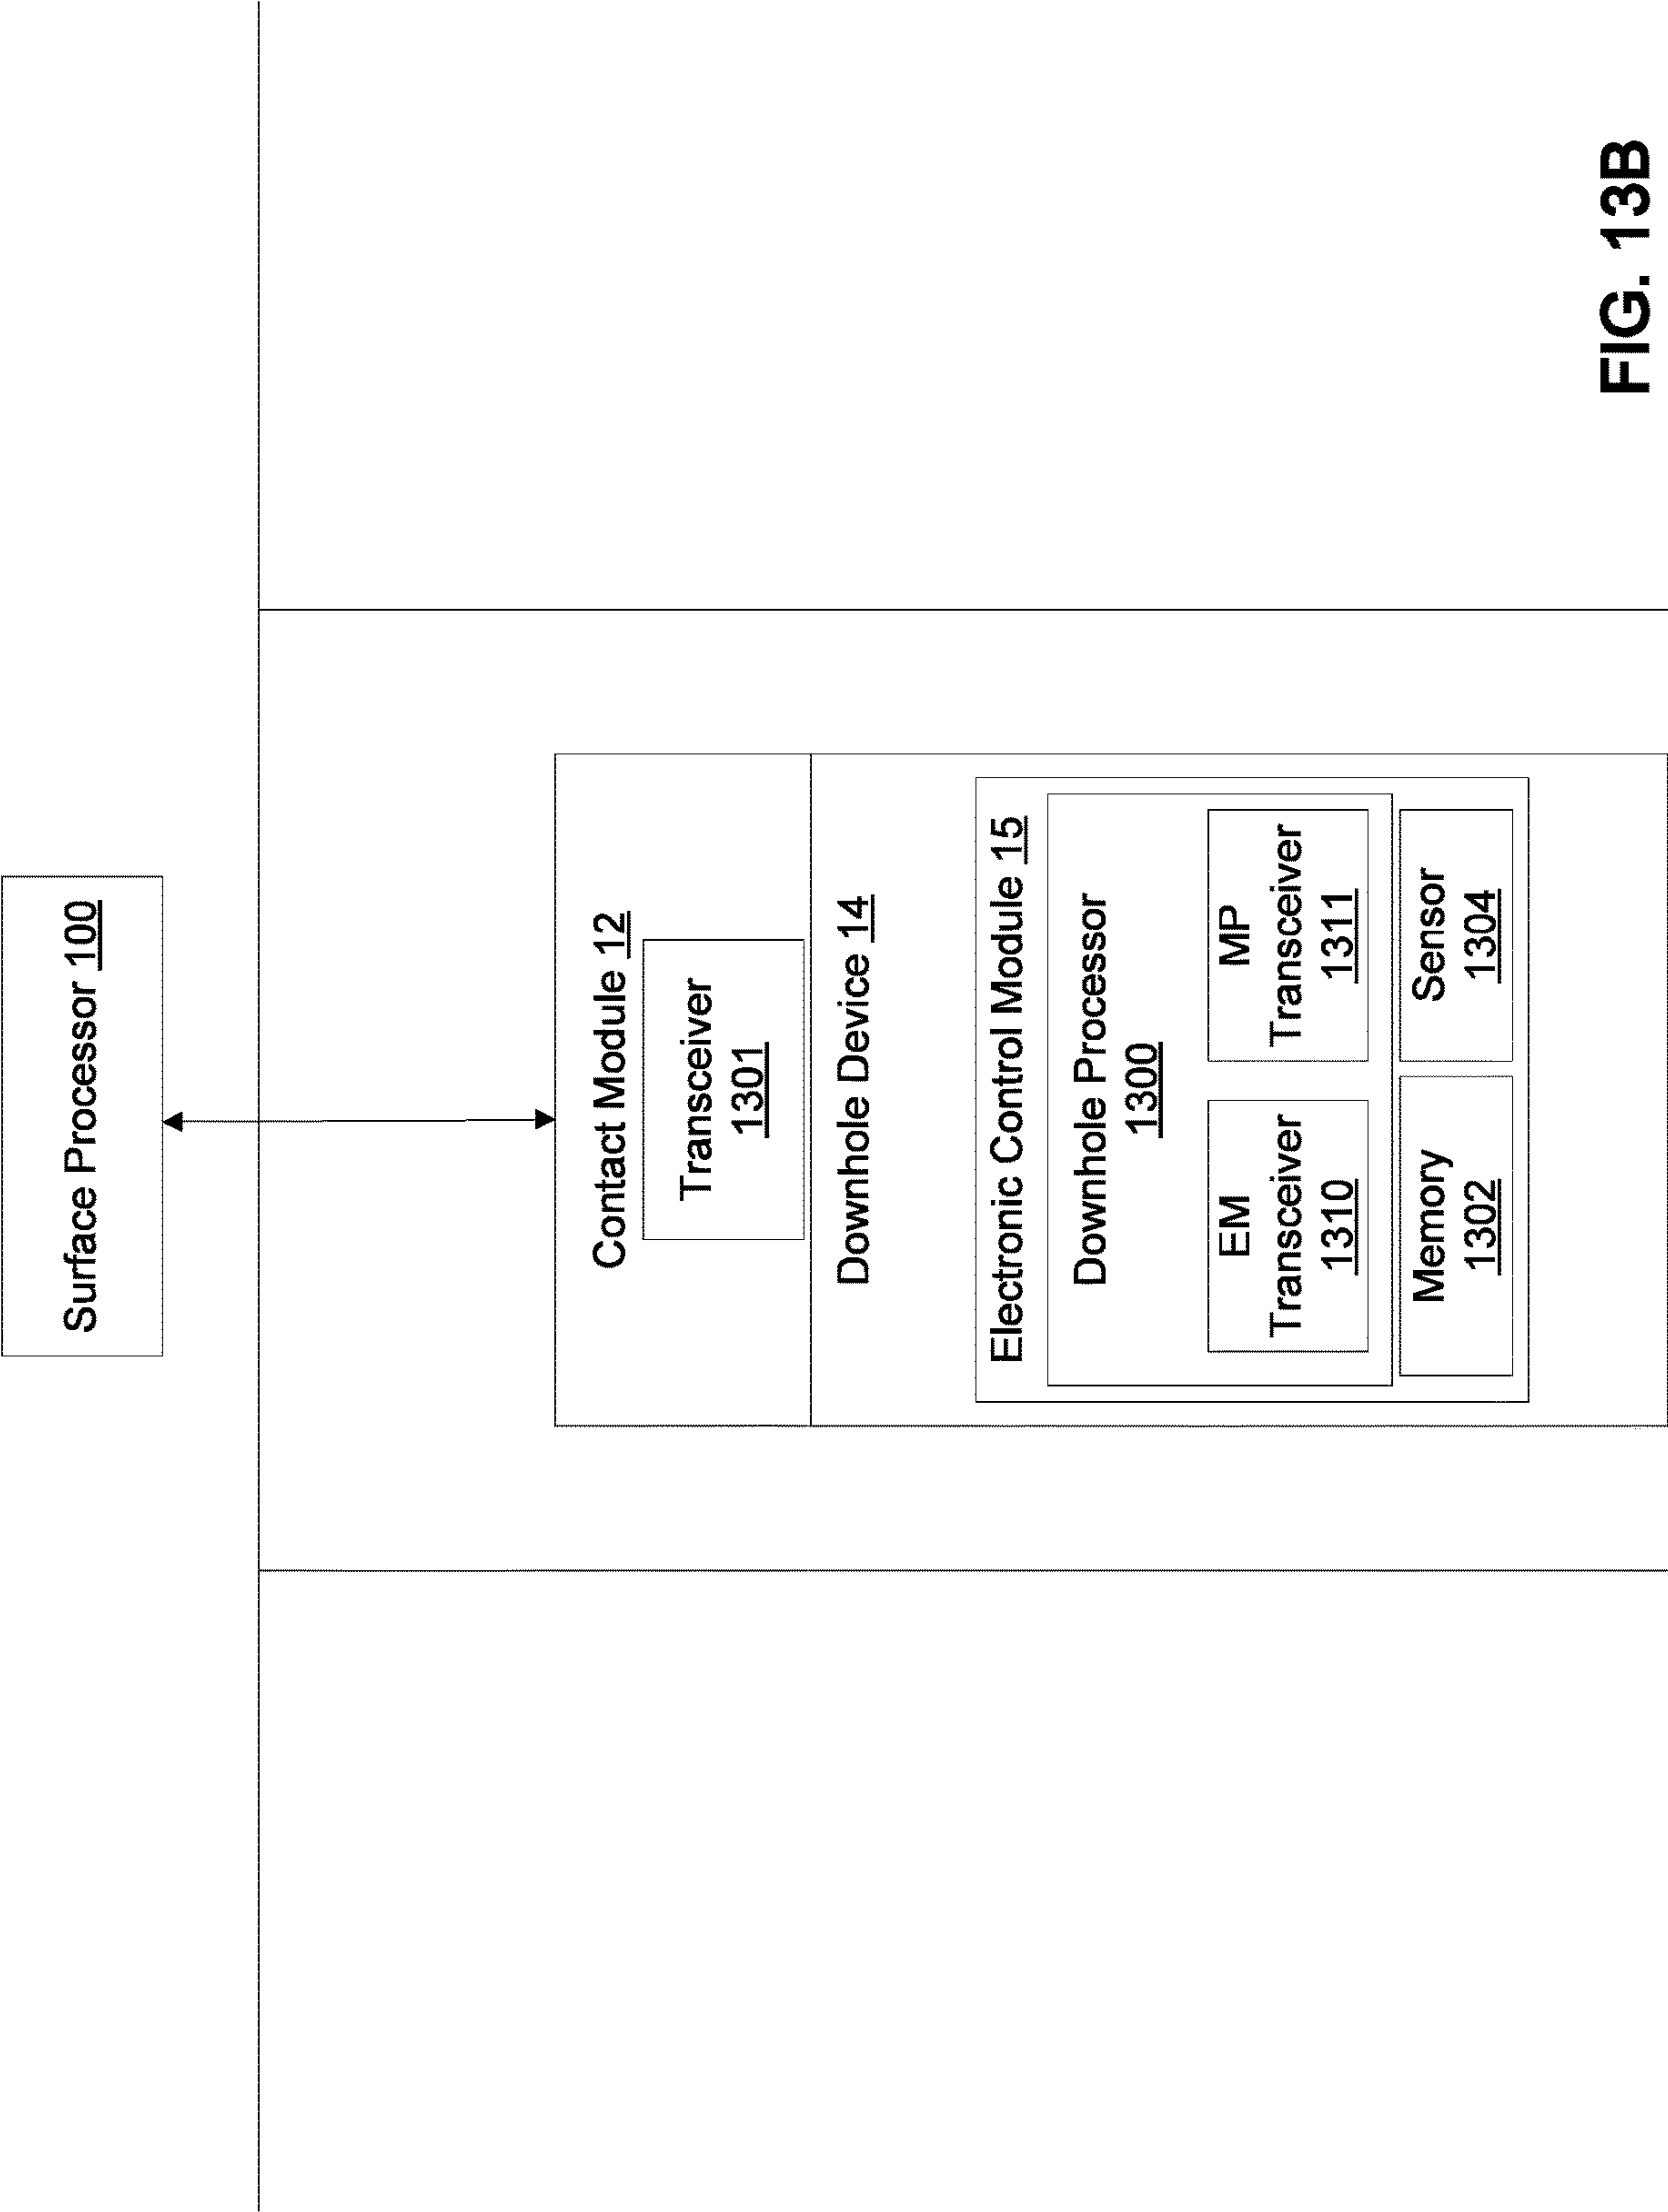 Surface Processor 100
Contact Module 12
Transceiver
1301
Downhole Device 14
Electronic Control Module 15
Downhole Processor
1300
EM
Transceiver
1310
MP
Transceiver
1311
Memory
1302
Sensor
1304
FIG. 13B